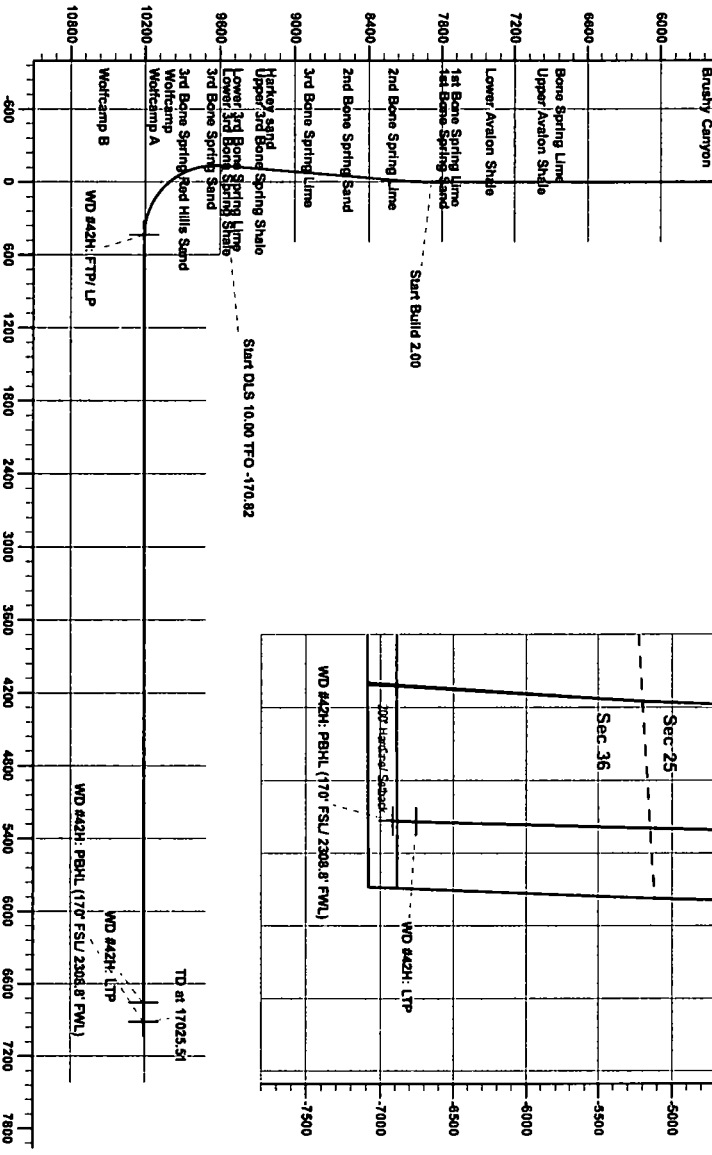 Brushy Canyon
Bone Spring Lime
Upper Avalon Shale
Lower Avalon Shale
1st Bone Spring Lime
1st Bone Spring Sand
2nd Bone Spring Lime
2nd Bone Spring Sand
3rd Bone Spring Lime
Harkey sand
Upper 3rd Bone Spring Shale
Lower 3rd Bone Spring Lime
Lower 3rd Bone Spring Shale
3rd Bone Spring Sand
3rd Bone Spring Red Hills Sand
Wolfcamp
Wolfcamp A
Wolfcamp B
6000
6600
7200
7800
8400
9000
9600
10200
10800
-600
0
600
1200
1800
2400
3000
3600
4200
4800
5400
6000
6600
7200
7800
Start Build 2.00
Start DLS 10.00 TFO -170.82
WD #42H: FTP/ LP
WD #42H: LTP
WD #42H: PBHL (170' FSL/ 2308.8' FWL)
TD at 17025.51
Sec 25
Sec 36
200' Hardline/ Setback
WD #42H: PBHL (170' FSL/ 2308.8' FWL)
WD #42H: LTP
-5000
-5500
-6500
-7000
-7500